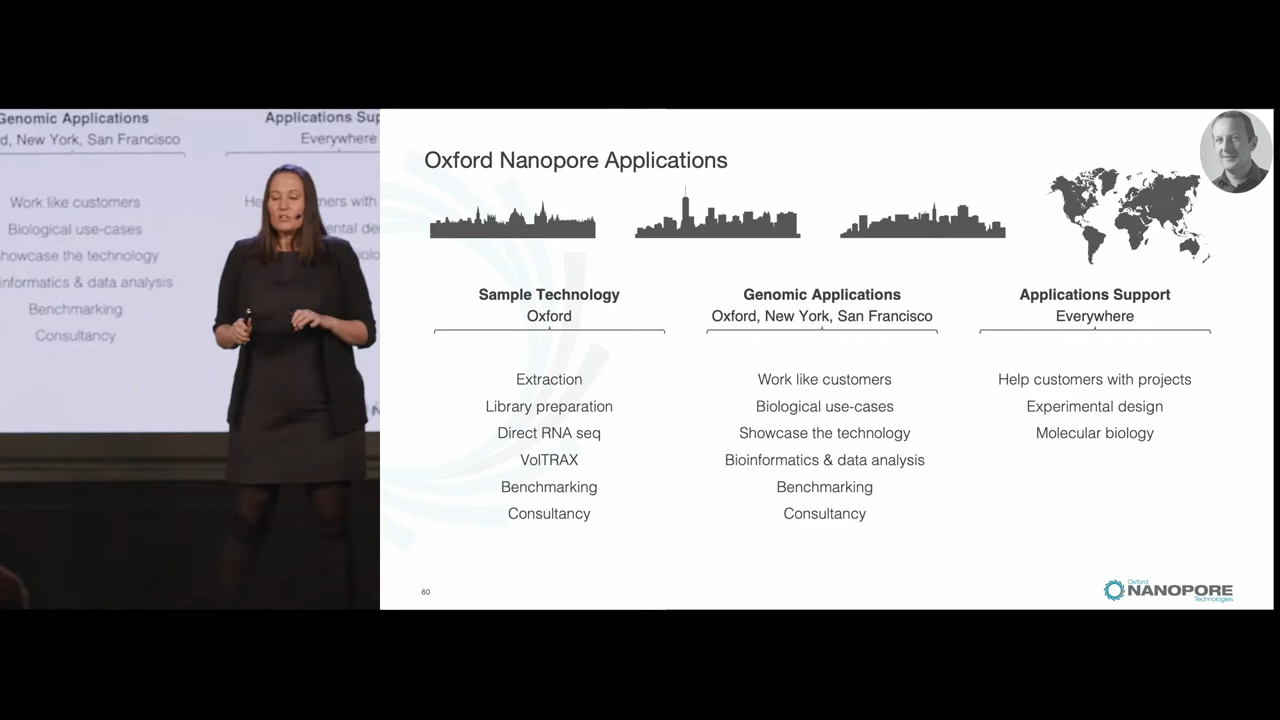 Genomic Applications
d, New York, San Francisco
Work like customers
Biological use-cases
howcase the technology
informatics & data analysis
Benchmarking
Consultancy
Applications Sup
Everywhere
Oxford Nanopore Applications
Sample Technology
Oxford
Extraction
Library preparation
Direct RNA seq
VolTRAX
Benchmarking
Consultancy
Genomic Applications
Oxford, New York, San Francisco
Work like customers
Biological use-cases
Showcase the technology
Bioinformatics & data analysis
Benchmarking
Consultancy
Applications Support
Everywhere
Help customers with projects
Experimental design
Molecular biology
60
Oxford
NANOPORE
Technologies